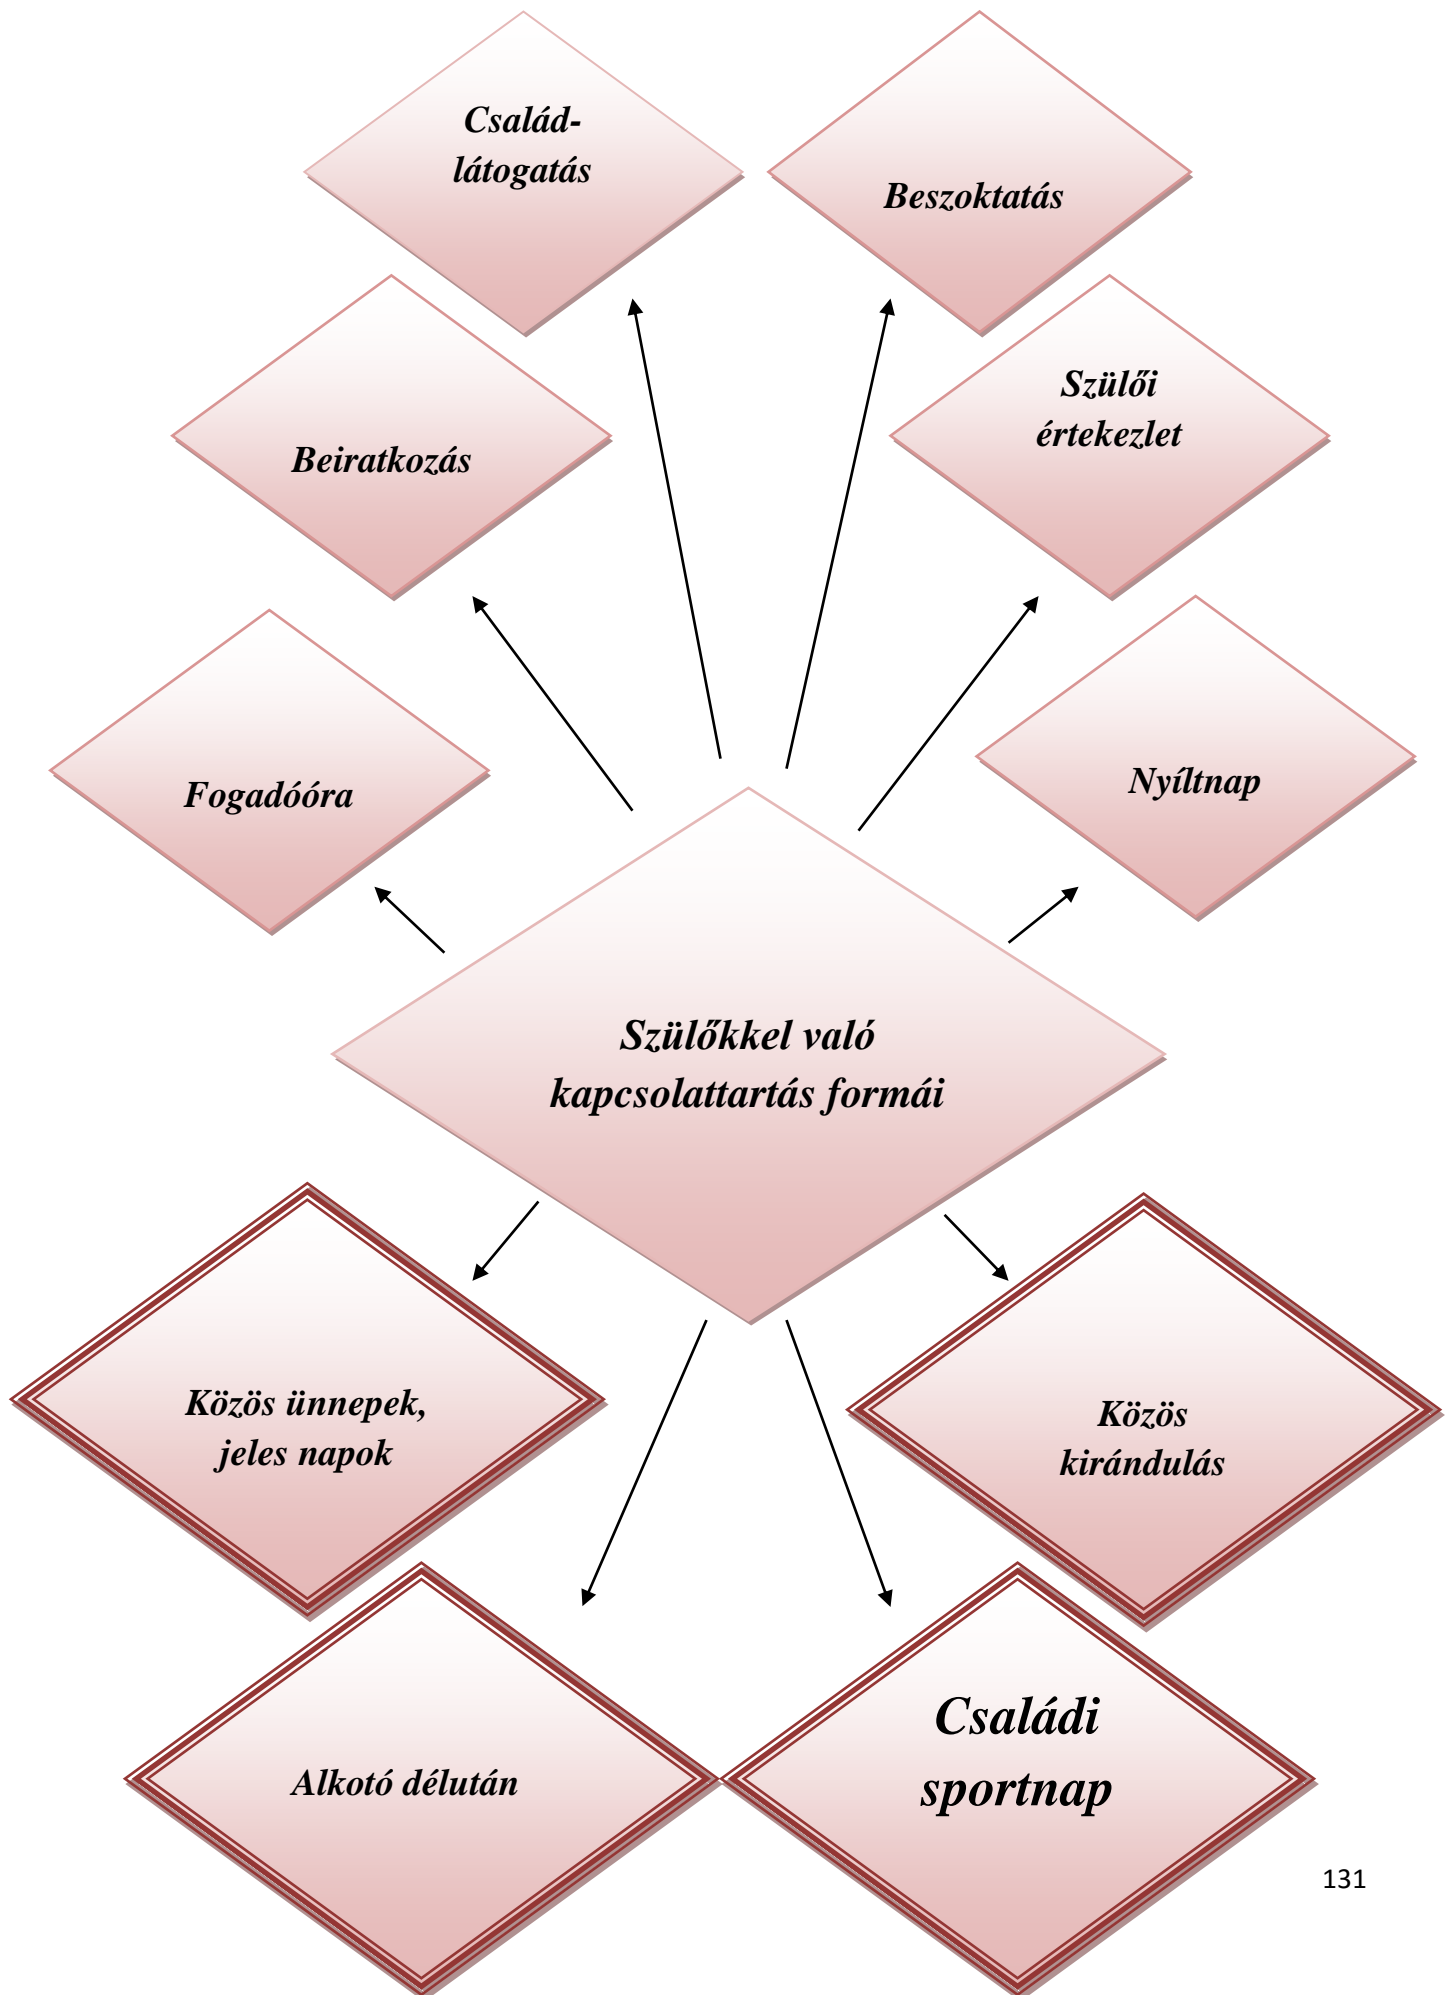 Család-
látogatás
Beszoktatás
Beiratkozás
Szülői
értekezlet
Fogadóóra
Nyíltnap
Szülőkkel való
kapcsolattartás formái
Közös ünnepek,
jeles napok
Közös
kirándulás
Alkotó délután
Családi
sportnap
131